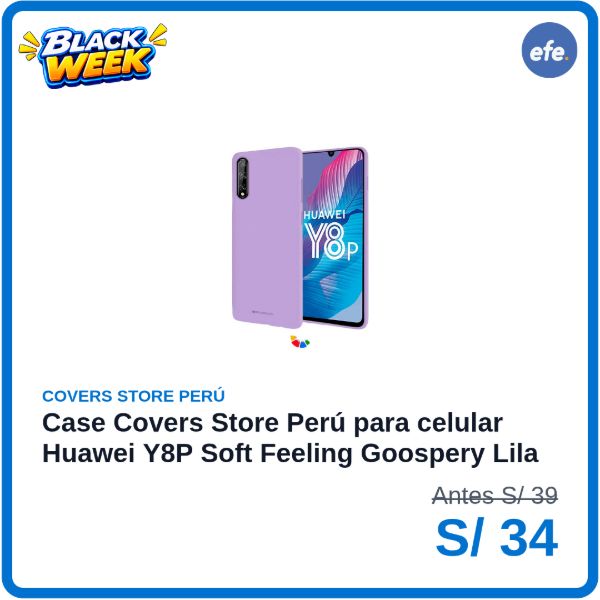 BLACK
WEEK
efe.
HUAWEI
Y8P
COVERS STORE PERÚ
Case Covers Store Perú para celular
Huawei Y8P Soft Feeling Goospery Lila
Antes S/ 39
S/ 34